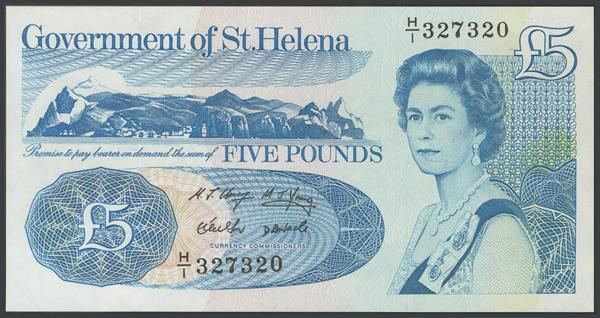 Government of St. Helena
H/1 327320
£5
Promise to pay bearer on demand the sum of FIVE POUNDS
£5
CURRENCY COMMISSIONERS
H/1 327320